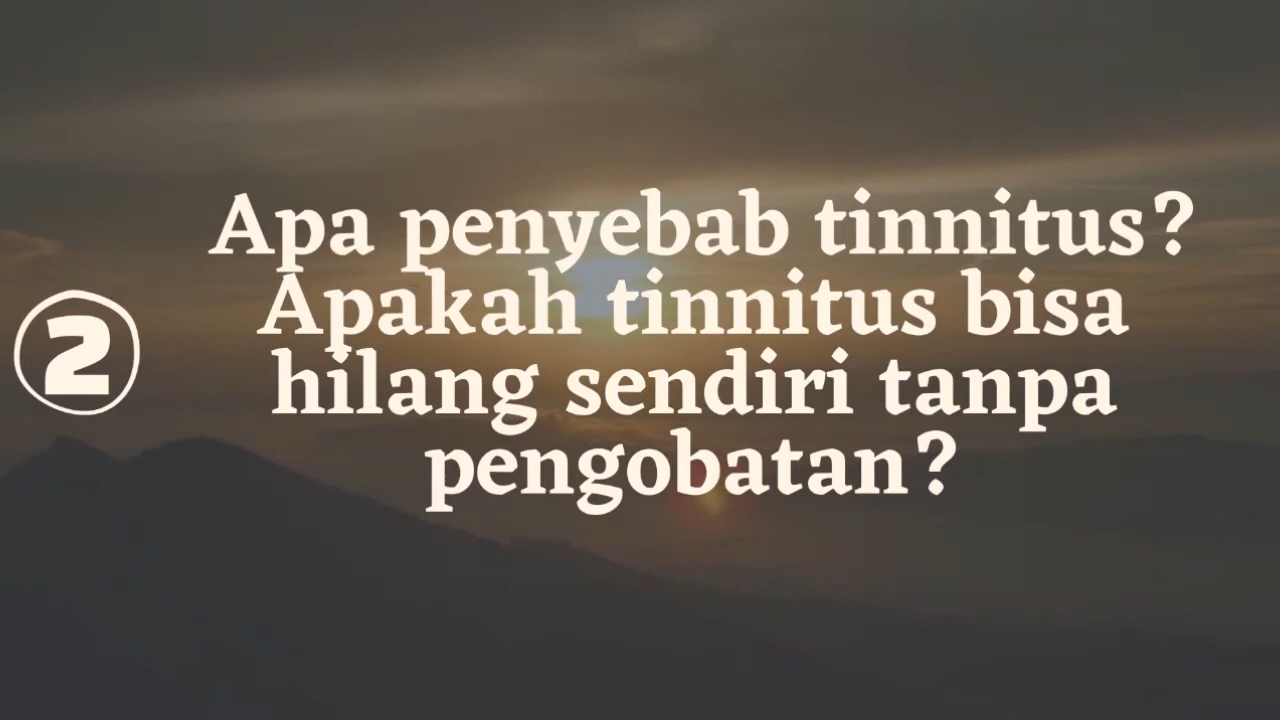 Apa penyebab tinnitus?
Apakah tinnitus bisa
2
hilang sendiri tanpa
pengobatan?